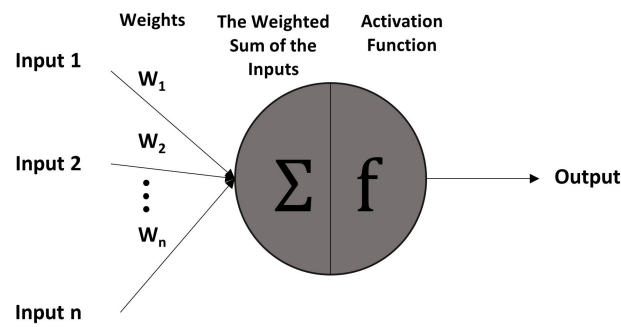 Weights
The Weighted
Sum of the
Inputs
Activation
Function
Input 1
W₁
Input 2
W₂
Wₙ
Input n
Σ
f
Output